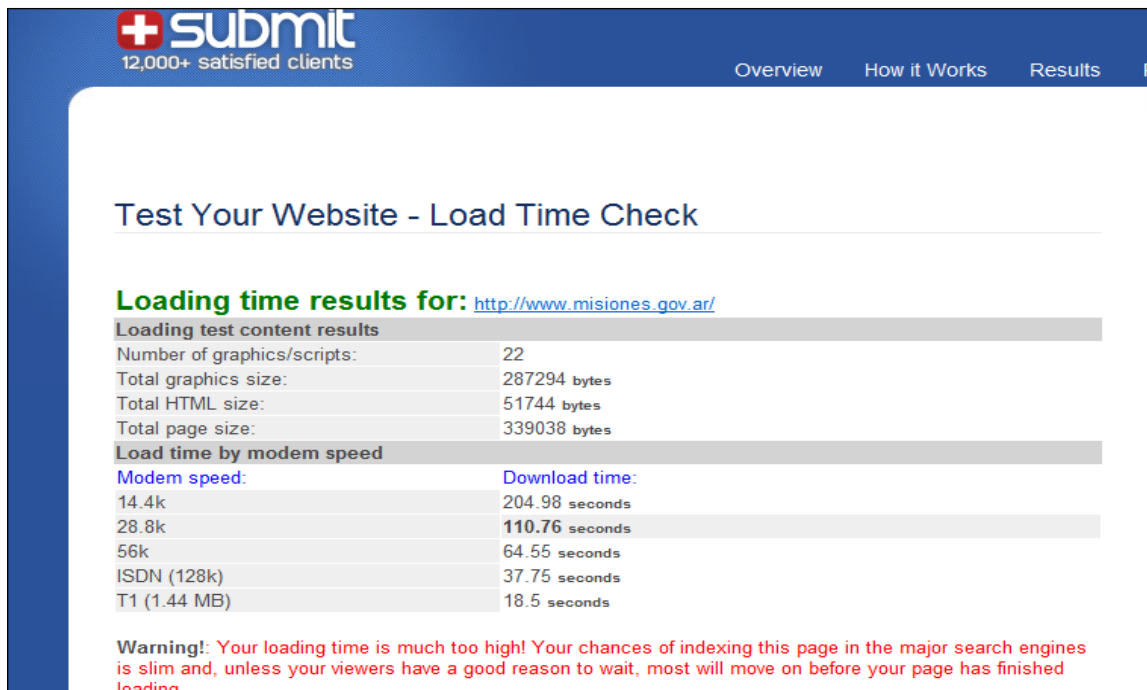 submit
12,000+ satisfied clients
Overview How it Works Results
Test Your Website - Load Time Check
Loading time results for: http://www.misiones.gov.ar/
Loading test content results
Number of graphics/scripts: 22
Total graphics size: 287294 bytes
Total HTML size: 51744 bytes
Total page size: 339038 bytes
Load time by modem speed
Modem speed: Download time:
14.4k 204.98 seconds
28.8k 110.76 seconds
56k 64.55 seconds
ISDN (128k) 37.75 seconds
T1 (1.44 MB) 18.5 seconds
Warning!: Your loading time is much too high! Your chances of indexing this page in the major search engines
is slim and, unless your viewers have a good reason to wait, most will move on before your page has finished
loading